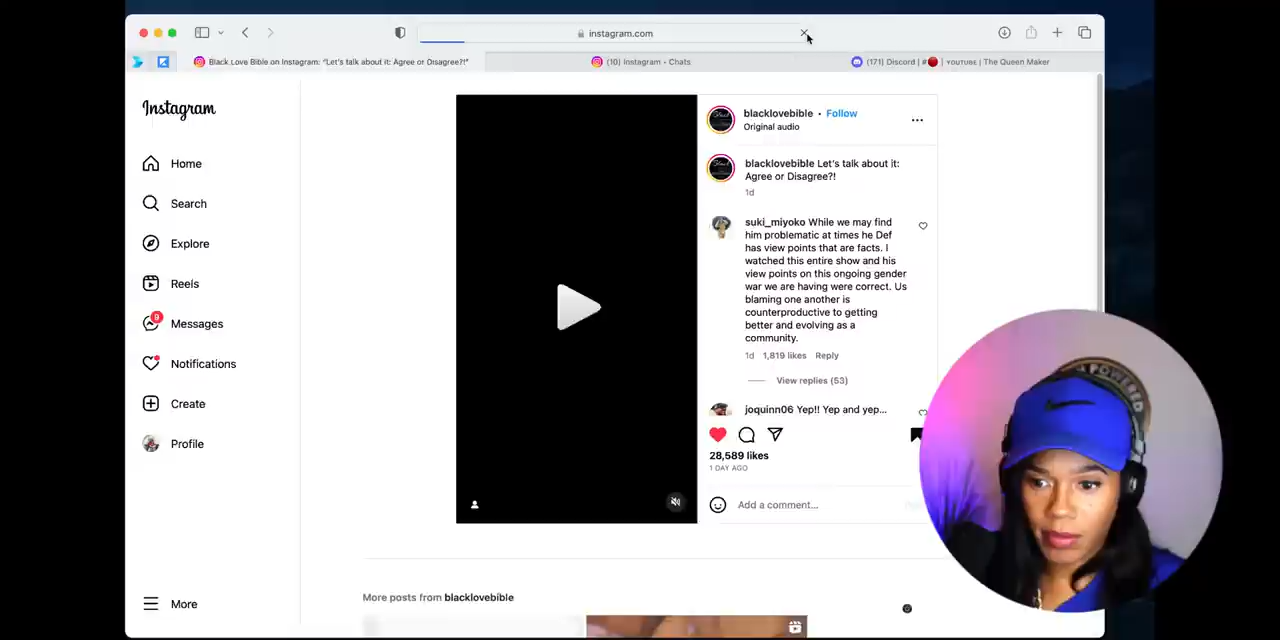 instagram.com
Black Love Bible on Instagram: "Let's talk about it: Agree or Disagree?!"
(10) Instagram • Chats
(171) Discord | #🔴 | YOUTUBE | The Queen Maker
Instagram
Home
Search
Explore
Reels
9
Messages
Notifications
Create
Profile
More
blacklovebible • Follow
Original audio
blacklovebible Let's talk about it:
Agree or Disagree?!
1d
suki_miyoko While we may find
him problematic at times he Def
has view points that are facts. I
watched this entire show and his
view points on this ongoing gender
war we are having were correct. Us
blaming one another is
counterproductive to getting
better and evolving as a
community.
1d 1,819 likes Reply
View replies (53)
joquinn06 Yep!! Yep and yep...
28,589 likes
1 DAY AGO
Add a comment...
More posts from blacklovebible
POWERED